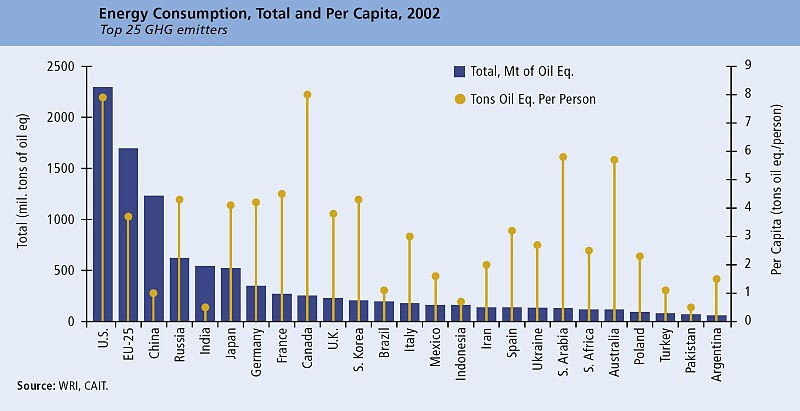 Energy Consumption, Total and Per Capita, 2002
Top 25 GHG emitters
Total, Mt of Oil Eq.
Tons Oil Eq. Per Person
Total (mil. tons of oil eq)
2500
2000
1500
1000
500
0
9
8
7
6
5
4
3
2
1
0
Per Capita (tons oil eq./person)
U.S.
EU-25
China
Russia
India
Japan
Germany
France
Canada
U.K.
S. Korea
Brazil
Italy
Mexico
Indonesia
Iran
Spain
Ukraine
S. Arabia
S. Africa
Australia
Poland
Turkey
Pakistan
Argentina
Source: WRI, CAIT.